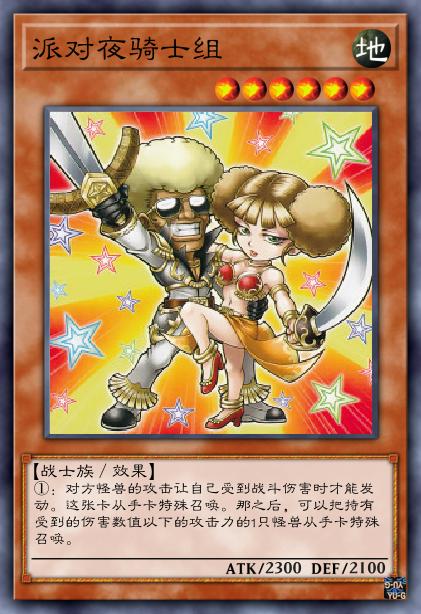 派对夜骑士组
地
【战士族/效果】
①：对方怪兽的攻击让自己受到战斗伤害时才能发
动。这张卡从手卡特殊召唤。那之后，可以把持有
受到的伤害数值以下的攻击力的1只怪兽从手卡特殊
召唤。
ATK/2300 DEF/2100